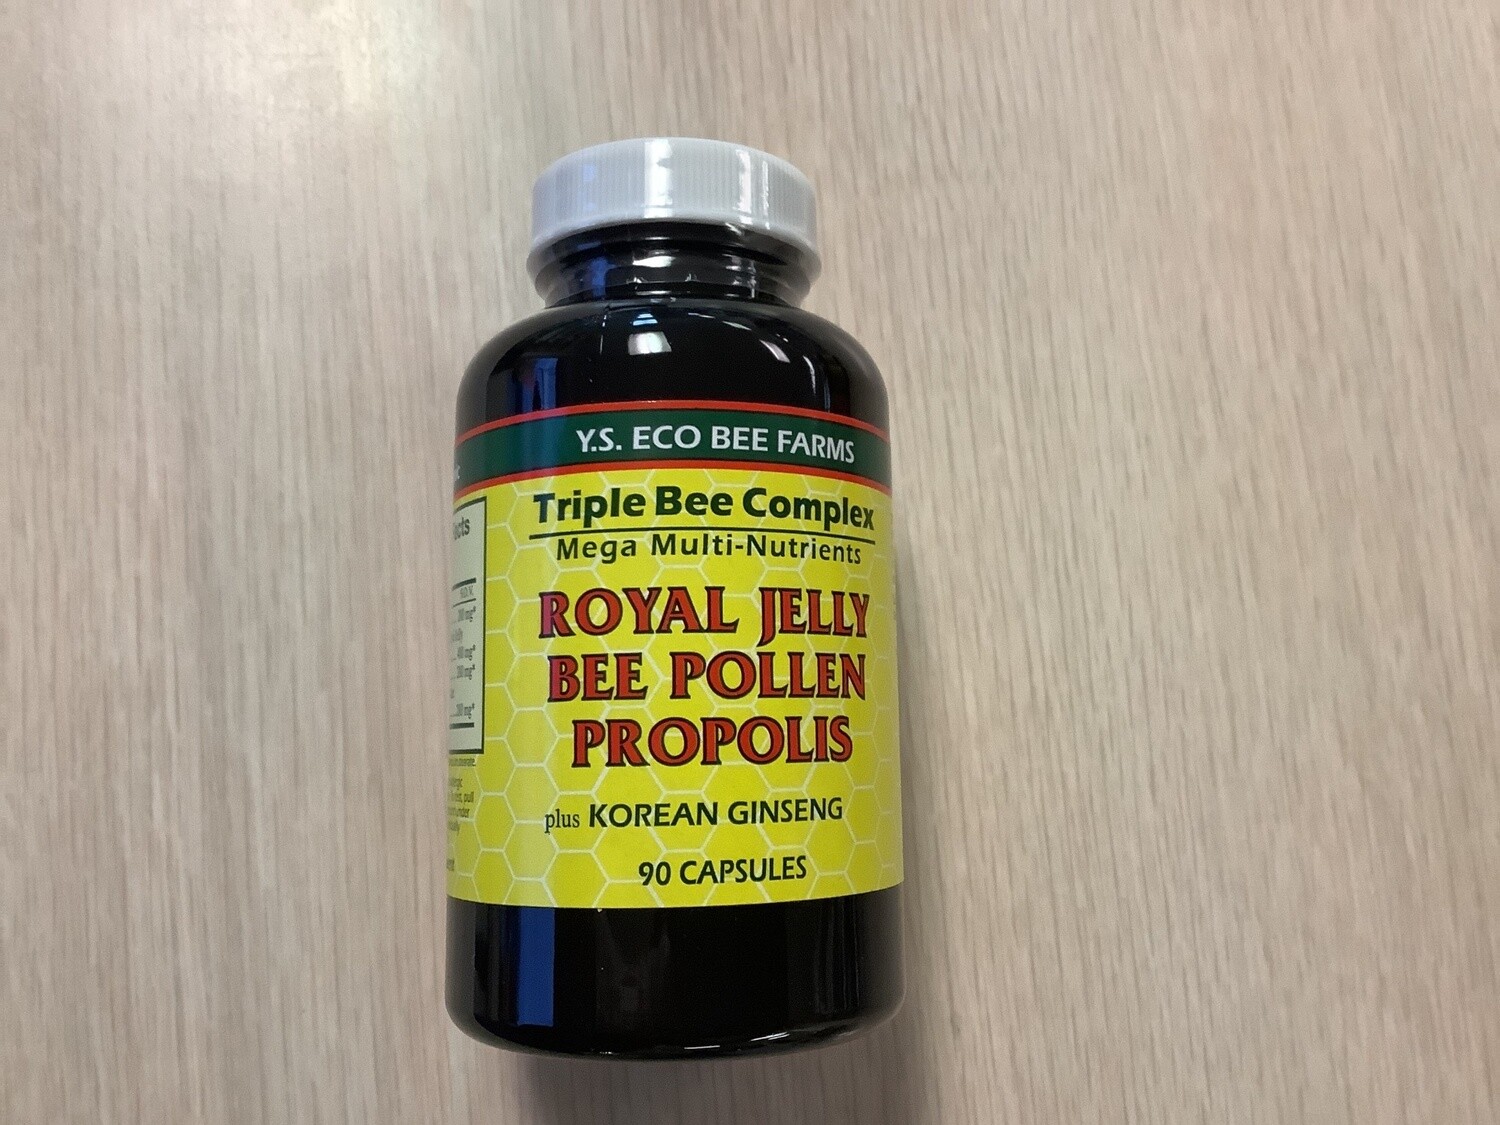 Y.S. ECO BEE FARMS
Triple Bee Complex
Mega Multi-Nutrients
ROYAL JELLY
BEE POLLEN
PROPOLIS
plus KOREAN GINSENG
90 CAPSULES